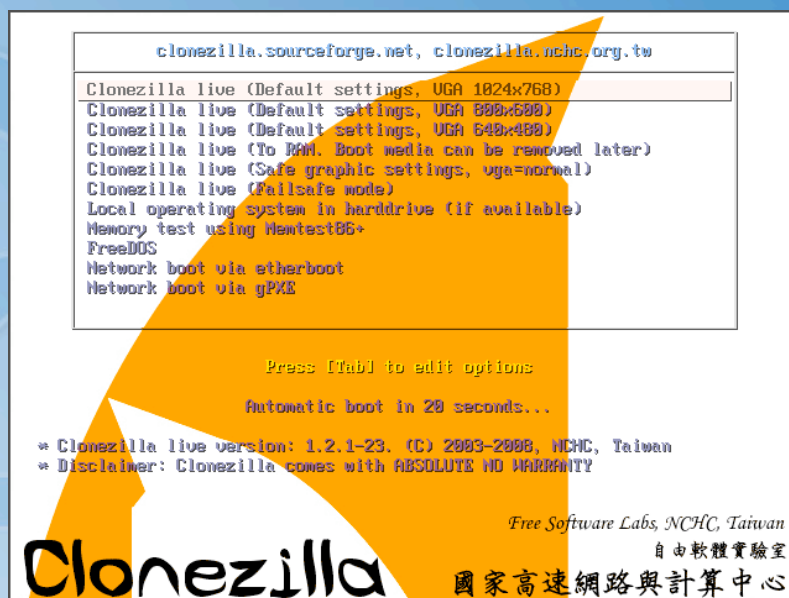 clonezilla.sourceforge.net, clonezilla.nchc.org.tw
Clonezilla live (Default settings, VGA 1024x768)
Clonezilla live (Default settings, VGA 800x600)
Clonezilla live (Default settings, VGA 640x480)
Clonezilla live (To RAM. Boot media can be removed later)
Clonezilla live (Safe graphic settings, vga=normal)
Clonezilla live (Failsafe mode)
Local operating system in harddrive (if available)
Memory test using Memtest86+
FreeDOS
Network boot via etherboot
Network boot via gPXE
Press [Tab] to edit options
Automatic boot in 20 seconds...
* Clonezilla live version: 1.2.1-23. (C) 2003-2008, NCHC, Taiwan
* Disclaimer: Clonezilla comes with ABSOLUTE NO WARRANTY
Free Software Labs, NCHC, Taiwan
自由軟體實驗室
Clonezilla 國家高速網路與計算中心